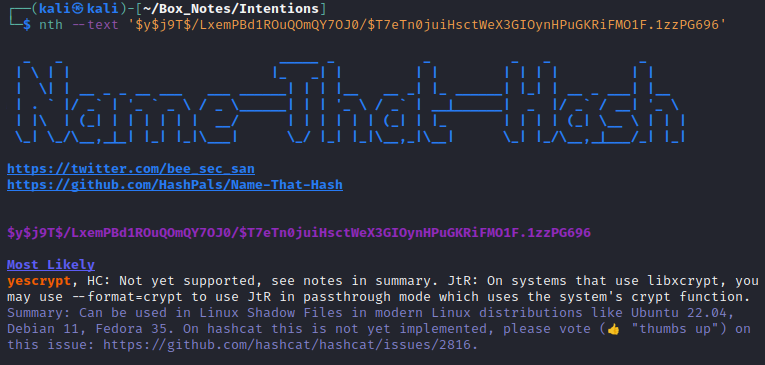 ┌──(kali㉿kali)-[~/Box_Notes/Intentions]
└─$ nth --text '$y$j9T$/LxemPBd1ROuQOmQY7OJ0/$T7eTn0juiHsctWeX3GIOynHPuGKRiFMO1F.1zzPG696'
Name-That-Hash
https://twitter.com/bee_sec_san
https://github.com/HashPals/Name-That-Hash
$y$j9T$/LxemPBd1ROuQOmQY7OJ0/$T7eTn0juiHsctWeX3GIOynHPuGKRiFMO1F.1zzPG696
Most Likely
yescrypt, HC: Not yet supported, see notes in summary. JtR: On systems that use libxcrypt, you
may use --format=crypt to use JtR in passthrough mode which uses the system's crypt function.
Summary: Can be used in Linux Shadow Files in modern Linux distributions like Ubuntu 22.04,
Debian 11, Fedora 35. On hashcat this is not yet implemented, please vote (👍 "thumbs up") on
this issue: https://github.com/hashcat/hashcat/issues/2816.